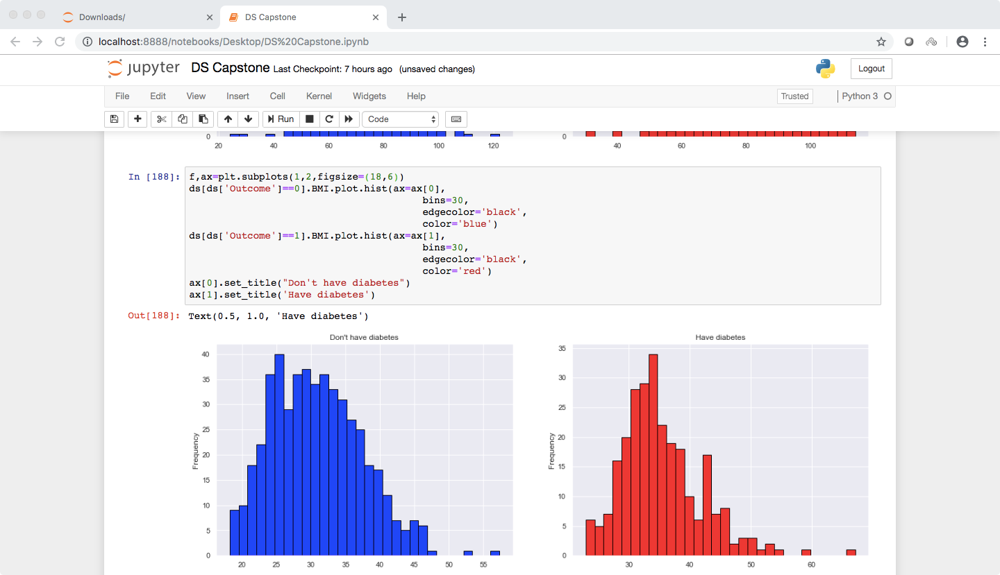 Downloads/
DS Capstone
localhost:8888/notebooks/Desktop/DS%20Capstone.ipynb
jupyter DS Capstone Last Checkpoint: 7 hours ago (unsaved changes)
Logout
File Edit View Insert Cell Kernel Widgets Help
Trusted
Python 3
Run
Code
0
20 40 60 80 100 120
0
40 60 80 100
In [188]:
f,ax=plt.subplots(1,2,figsize=(18,6))
ds[ds['Outcome']==0].BMI.plot.hist(ax=ax[0],
bins=30,
edgecolor='black',
color='blue')
ds[ds['Outcome']==1].BMI.plot.hist(ax=ax[1],
bins=30,
edgecolor='black',
color='red')
ax[0].set_title("Don't have diabetes")
ax[1].set_title('Have diabetes')
Out[188]: Text(0.5, 1.0, 'Have diabetes')
Don't have diabetes
Frequency
40
35
30
25
20
15
10
5
0
20 25 30 35 40 45 50 55
Have diabetes
Frequency
35
30
25
20
15
10
5
0
30 40 50 60